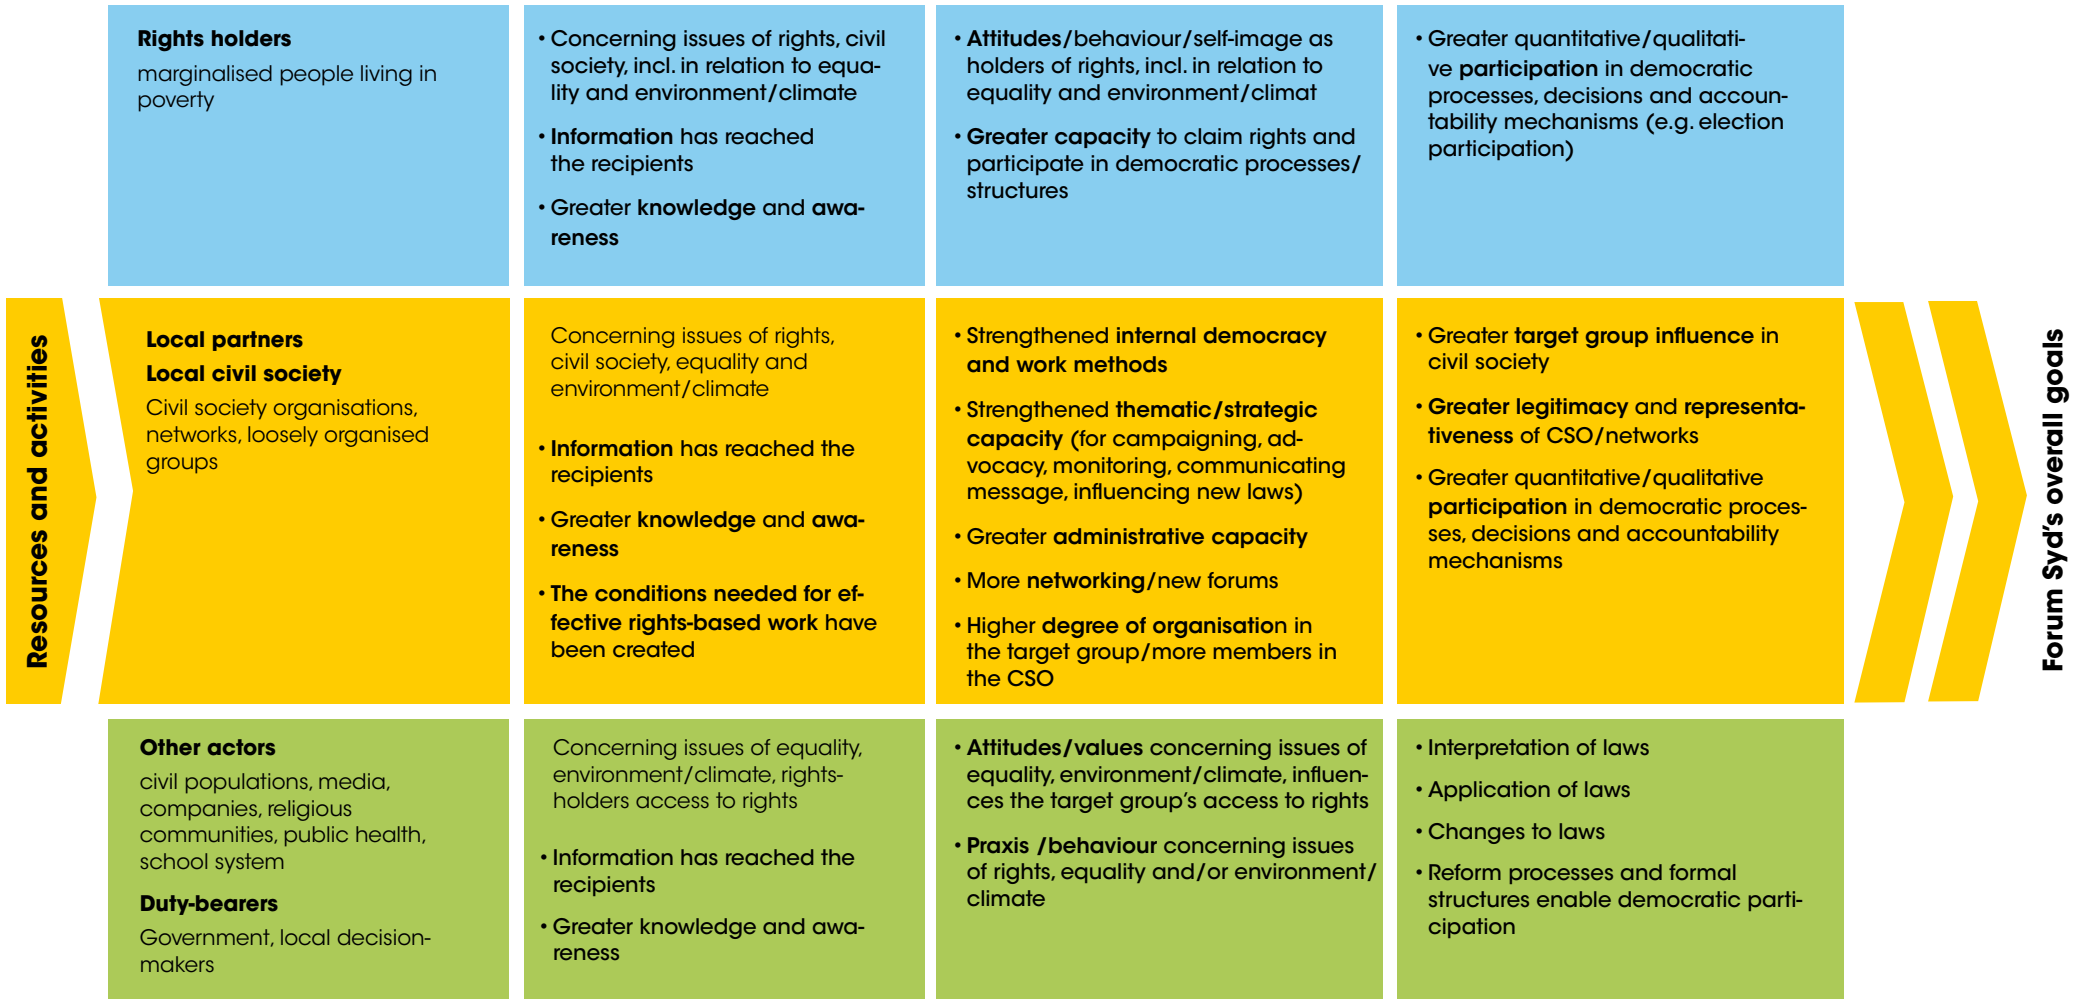 Rights holders
marginalised people living in
poverty
• Concerning issues of rights, civil
society, incl. in relation to equa-
lity and environment/climate
• Information has reached
the recipients
• Greater knowledge and awa-
reness
• Attitudes/behaviour/self-image as
holders of rights, incl. in relation to
equality and environment/climat
• Greater capacity to claim rights and
participate in democratic processes/
structures
• Greater quantitative/qualitati-
ve participation in democratic
processes, decisions and accoun-
tability mechanisms (e.g. election
participation)
Resources and activities
Local partners
Local civil society
Civil society organisations,
networks, loosely organised
groups
Concerning issues of rights,
civil society, equality and
environment/climate
• Information has reached the
recipients
• Greater knowledge and awa-
reness
• The conditions needed for ef-
fective rights-based work have
been created
• Strengthened internal democracy
and work methods
• Strengthened thematic/strategic
capacity (for campaigning, ad-
vocacy, monitoring, communicating
message, influencing new laws)
• Greater administrative capacity
• More networking/new forums
• Higher degree of organisation in
the target group/more members in
the CSO
• Greater target group influence in
civil society
• Greater legitimacy and representa-
tiveness of CSO/networks
• Greater quantitative/qualitative
participation in democratic proces-
ses, decisions and accountability
mechanisms
Forum Syd's overall goals
Other actors
civil populations, media,
companies, religious
communities, public health,
school system
Duty-bearers
Government, local decision-
makers
Concerning issues of equality,
environment/climate, rights-
holders access to rights
• Information has reached the
recipients
• Greater knowledge and awa-
reness
• Attitudes/values concerning issues of
equality, environment/climate, influen-
ces the target group's access to rights
• Praxis /behaviour concerning issues
of rights, equality and/or environment/
climate
• Interpretation of laws
• Application of laws
• Changes to laws
• Reform processes and formal
structures enable democratic parti-
cipation